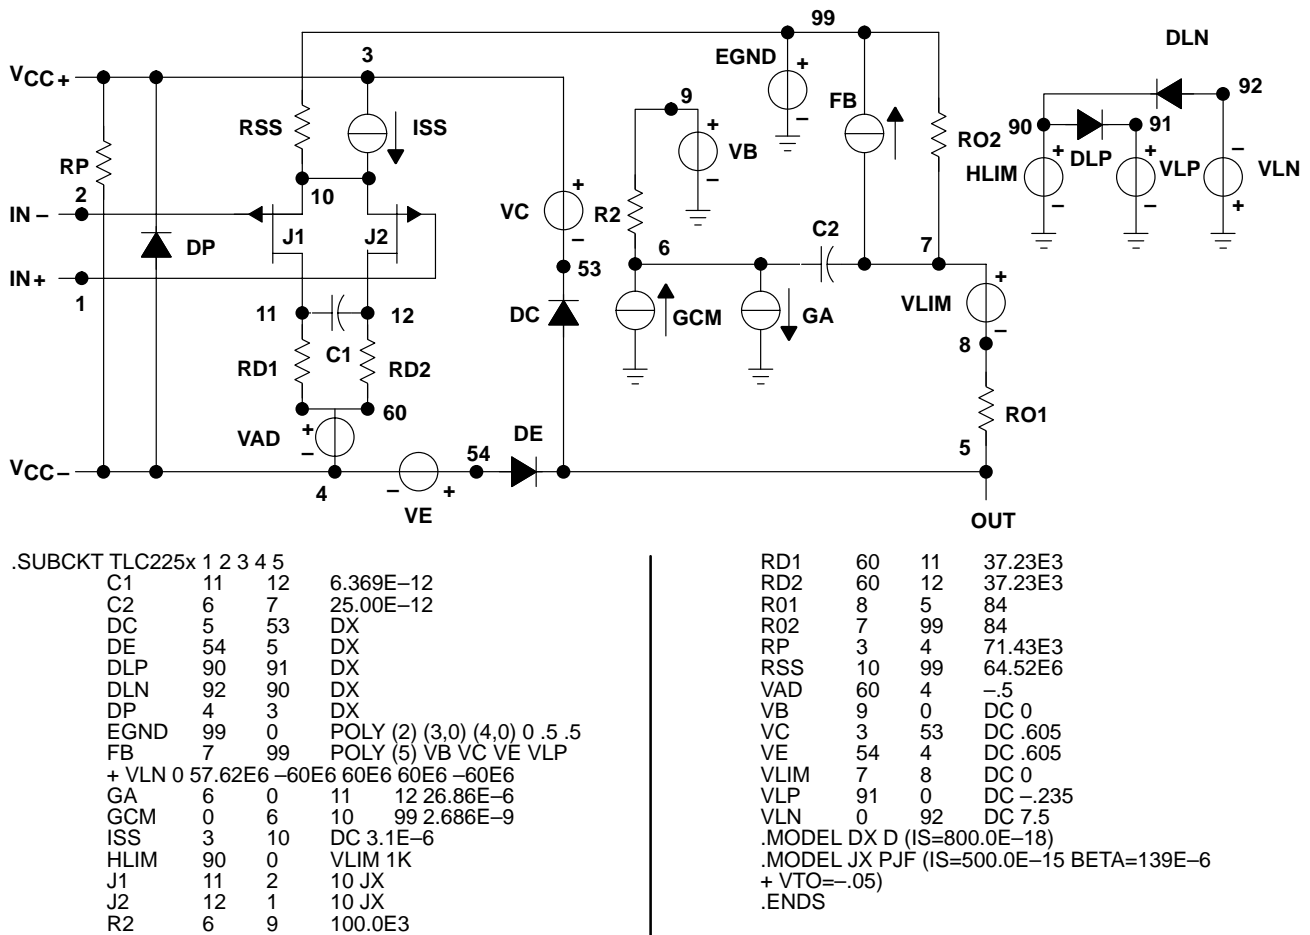 99
DLN
3
EGND
+
VCC+
9
FB
92
RSS
ISS
+
–
RO2
90
91
–
RP
VB
+
DLP
+
–
HLIM
VLP
VLN
2
10
+
–
–
+
IN–
VC
R2
–
J1
J2
C2
DP
6
7
IN+
53
+
1
VLIM
11
12
DC
GCM
GA
–
C1
8
RD1
RD2
60
RO1
+
DE
VAD
–
54
5
VCC–
4
–
+
VE
OUT
.SUBCKT TLC225x 1 2 3 4 5
C1 11 12 6.369E–12
C2 6 7 25.00E–12
DC 5 53 DX
DE 54 5 DX
DLP 90 91 DX
DLN 92 90 DX
DP 4 3 DX
EGND 99 0 POLY (2) (3,0) (4,0) 0 .5 .5
FB 7 99 POLY (5) VB VC VE VLP
+ VLN 0 57.62E6 –60E6 60E6 60E6 –60E6
GA 6 0 11 12 26.86E–6
GCM 0 6 10 99 2.686E–9
ISS 3 10 DC 3.1E–6
HLIM 90 0 VLIM 1K
J1 11 2 10 JX
J2 12 1 10 JX
R2 6 9 100.0E3
RD1 60 11 37.23E3
RD2 60 12 37.23E3
R01 8 5 84
R02 7 99 84
RP 3 4 71.43E3
RSS 10 99 64.52E6
VAD 60 4 –.5
VB 9 0 DC 0
VC 3 53 DC .605
VE 54 4 DC .605
VLIM 7 8 DC 0
VLP 91 0 DC –.235
VLN 0 92 DC 7.5
.MODEL DX D (IS=800.0E–18)
.MODEL JX PJF (IS=500.0E–15 BETA=139E–6
+ VTO=–.05)
.ENDS